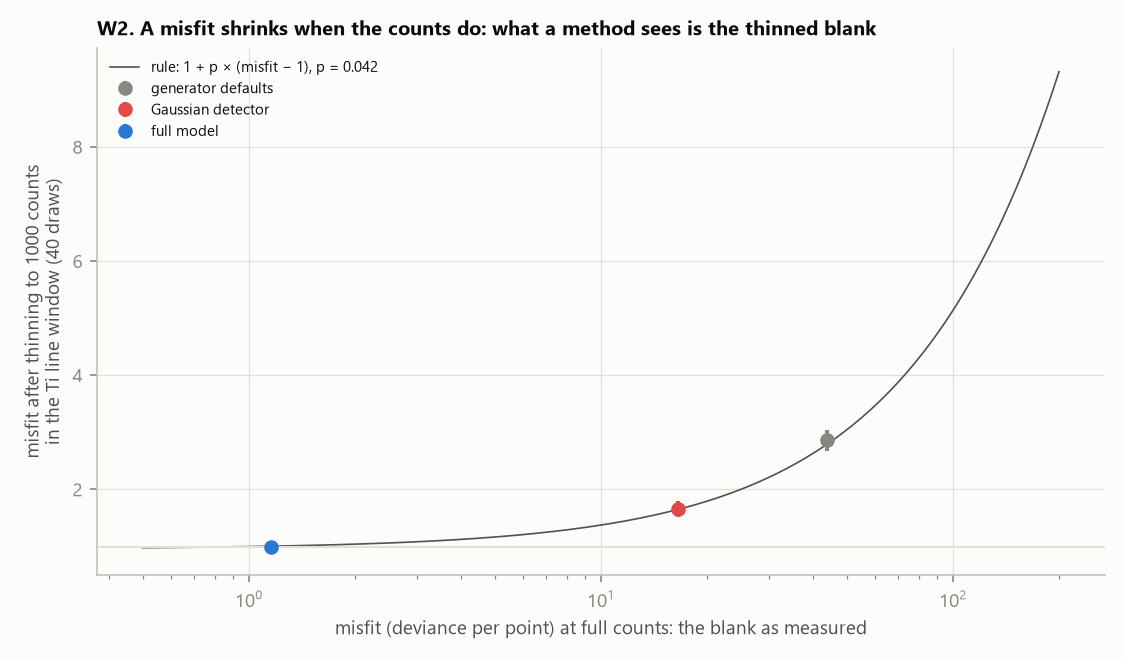 W2. A misfit shrinks when the counts do: what a method sees is the thinned blank
rule: 1 + p × (misfit − 1), p = 0.042
generator defaults
Gaussian detector
full model
8
6
4
2
misfit after thinning to 1000 counts
in the Ti line window (40 draws)
10⁰
10¹
10²
misfit (deviance per point) at full counts: the blank as measured